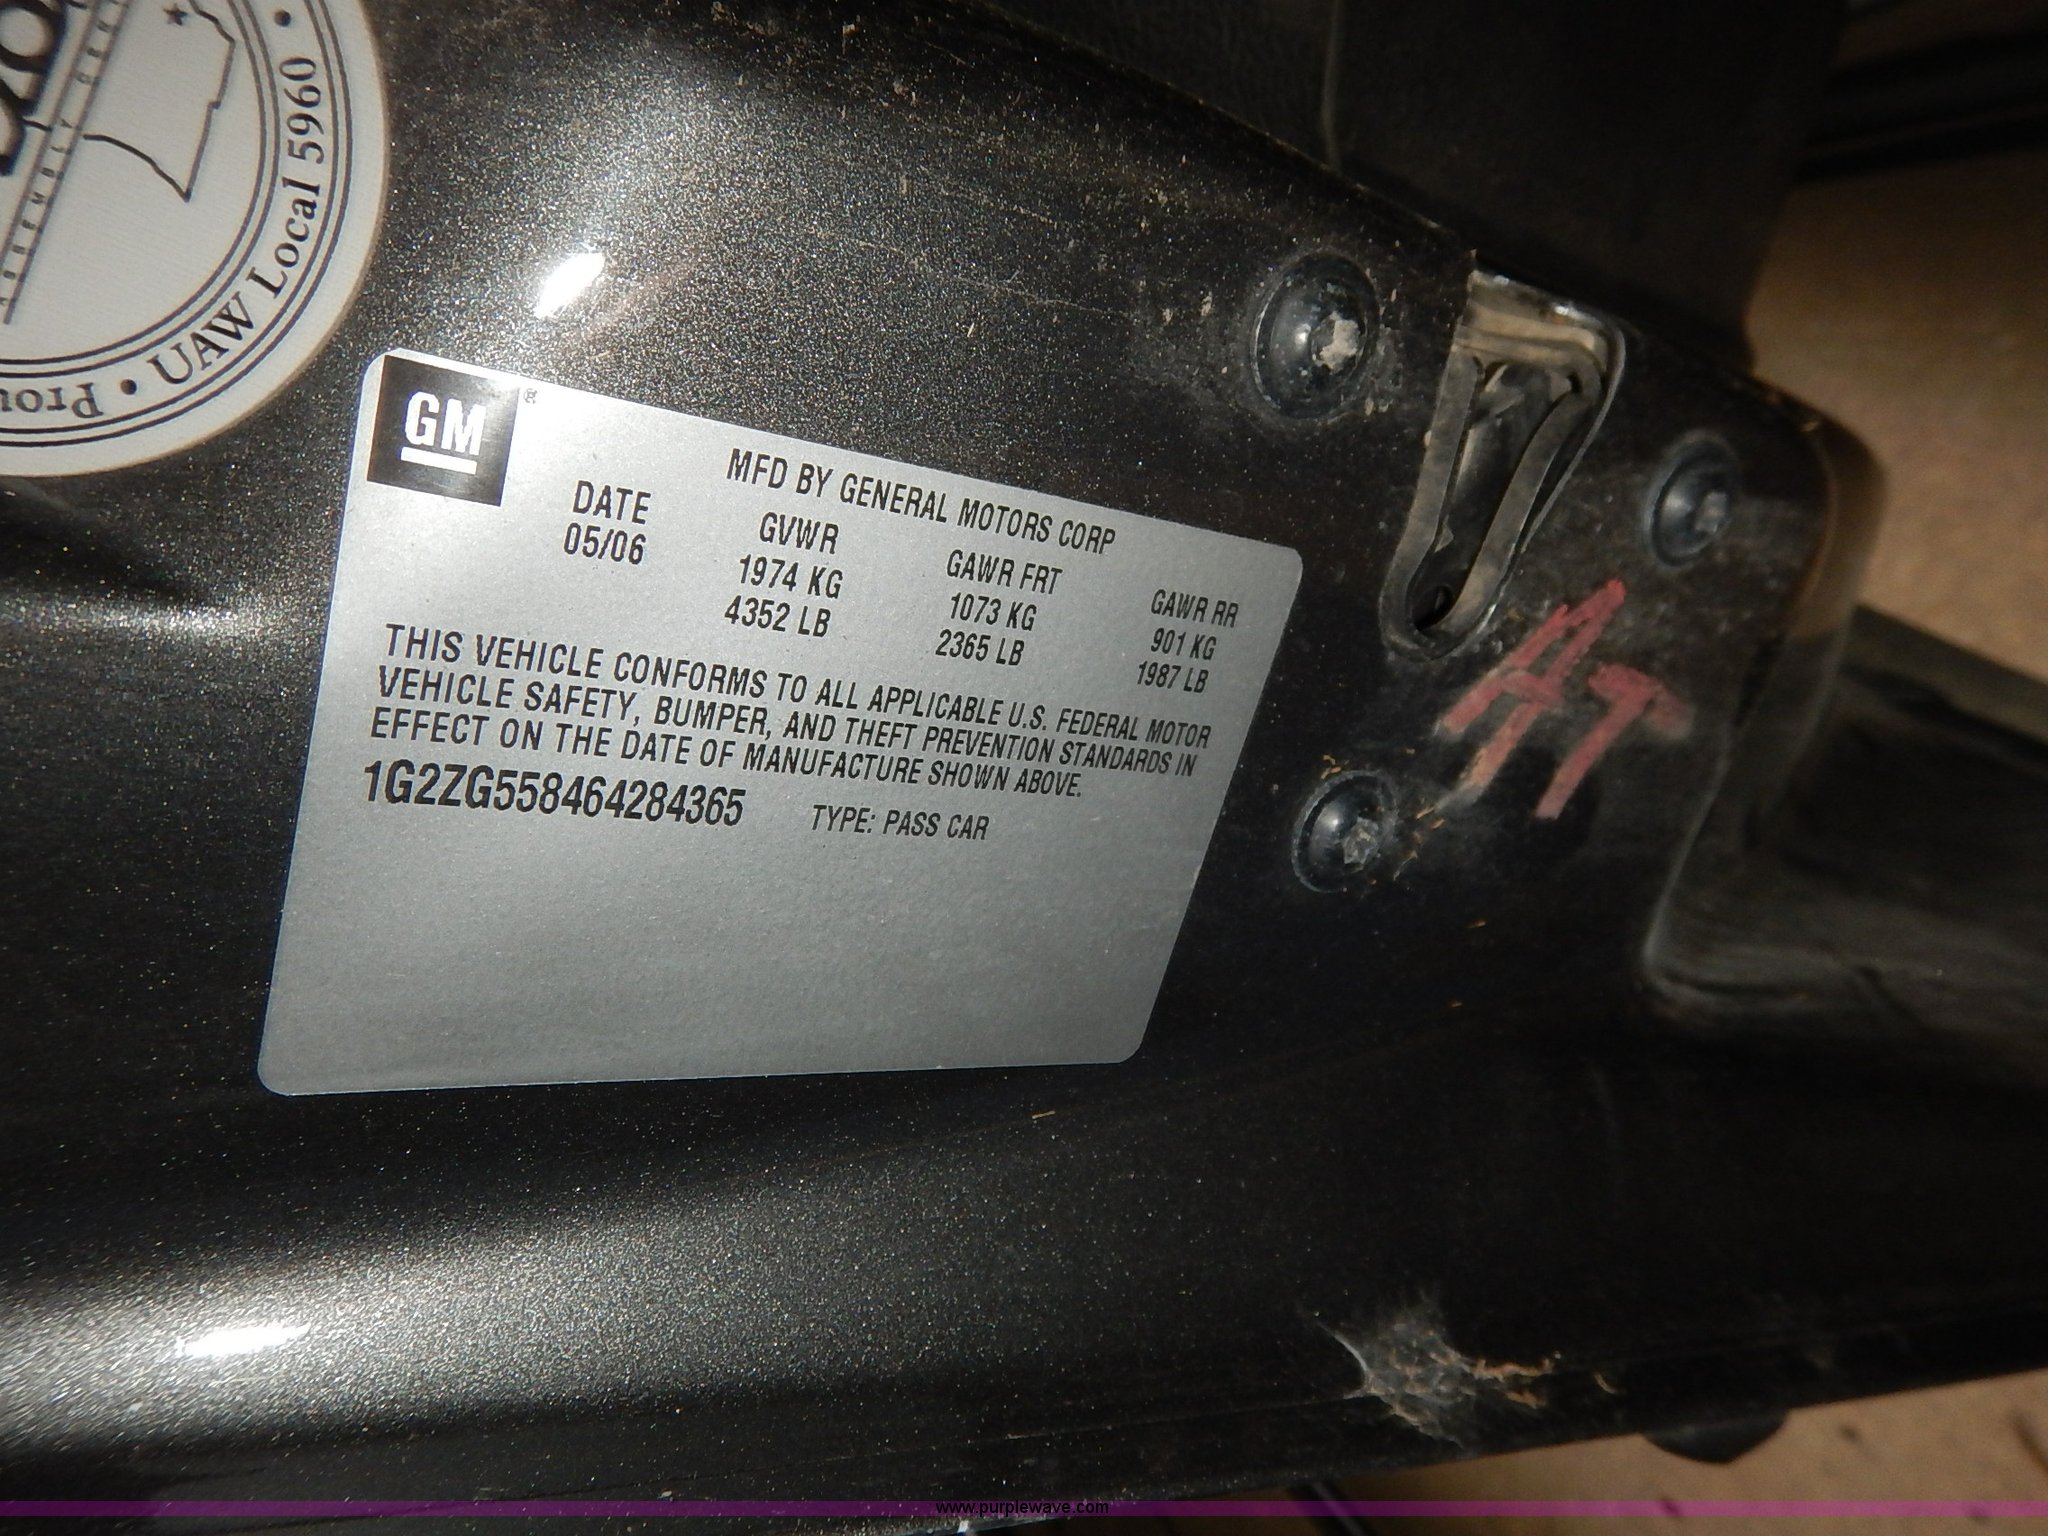 Prou
• UAW Local 5960 •
ASSEMBLY
GM
®
MFD BY GENERAL MOTORS CORP
DATE GVWR GAWR FRT GAWR RR
05/06 1974 KG 1073 KG 901 KG
4352 LB 2365 LB 1987 LB
THIS VEHICLE CONFORMS TO ALL APPLICABLE U.S. FEDERAL MOTOR
VEHICLE SAFETY, BUMPER, AND THEFT PREVENTION STANDARDS IN
EFFECT ON THE DATE OF MANUFACTURE SHOWN ABOVE.
1G2ZG558464284365 TYPE: PASS CAR
AT
www.purplewave.com